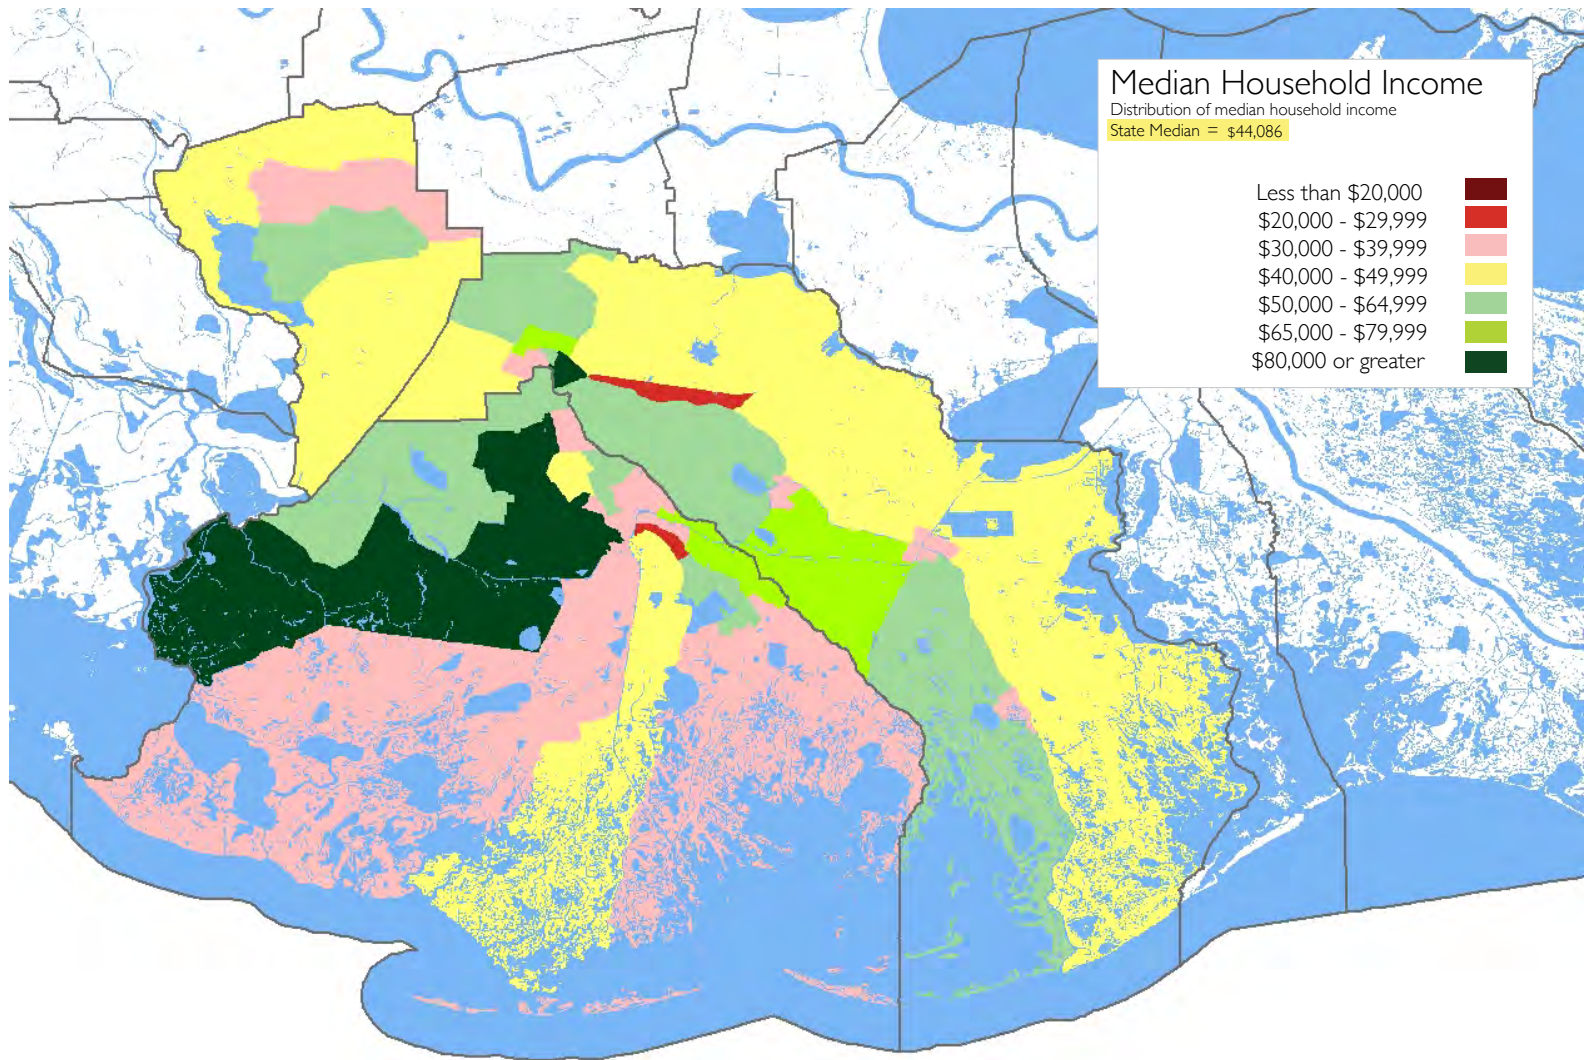 Median Household Income
Distribution of median household income
State Median = $44,086
Less than $20,000
$20,000 - $29,999
$30,000 - $39,999
$40,000 - $49,999
$50,000 - $64,999
$65,000 - $79,999
$80,000 or greater